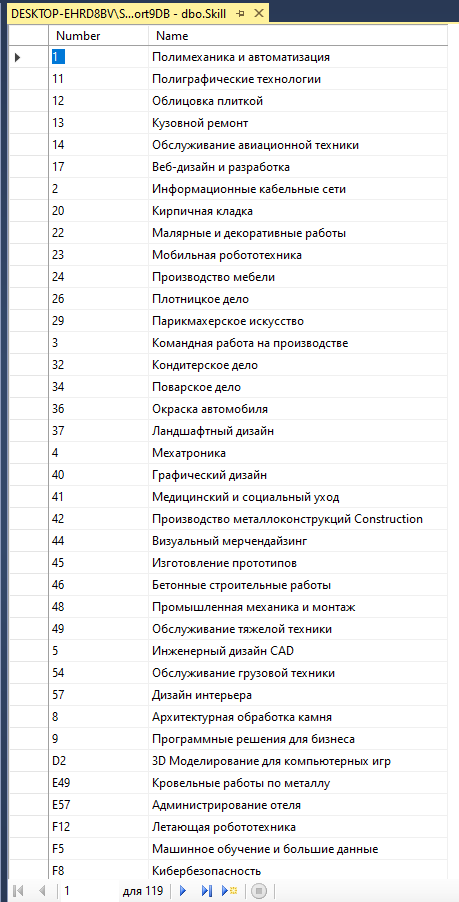 DESKTOP-EHRD8BV\S...ort9DB - dbo.Skill
Number Name
1 Полимеханика и автоматизация
11 Полиграфические технологии
12 Облицовка плиткой
13 Кузовной ремонт
14 Обслуживание авиационной техники
17 Веб-дизайн и разработка
2 Информационные кабельные сети
20 Кирпичная кладка
22 Малярные и декоративные работы
23 Мобильная робототехника
24 Производство мебели
26 Плотницкое дело
29 Парикмахерское искусство
3 Командная работа на производстве
32 Кондитерское дело
34 Поварское дело
36 Окраска автомобиля
37 Ландшафтный дизайн
4 Мехатроника
40 Графический дизайн
41 Медицинский и социальный уход
42 Производство металлоконструкций Construction
44 Визуальный мерчендайзинг
45 Изготовление прототипов
46 Бетонные строительные работы
48 Промышленная механика и монтаж
49 Обслуживание тяжелой техники
5 Инженерный дизайн CAD
54 Обслуживание грузовой техники
57 Дизайн интерьера
8 Архитектурная обработка камня
9 Программные решения для бизнеса
D2 3D Моделирование для компьютерных игр
E49 Кровельные работы по металлу
E57 Администрирование отеля
F12 Летающая робототехника
F5 Машинное обучение и большие данные
F8 Кибербезопасность
1 для 119